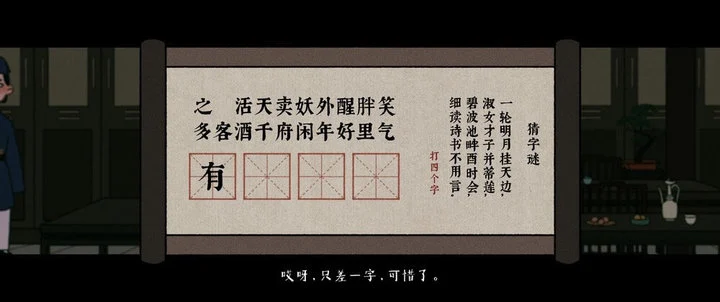 猜字谜
一轮明月挂天边，
淑女才子并蒂莲，
碧波池畔酉时会，
细读诗书不用言。
打四个字
之 活天卖妖外醒胖笑
多客酒千府闲年好里气
有
哎呀，只差一字，可惜了。